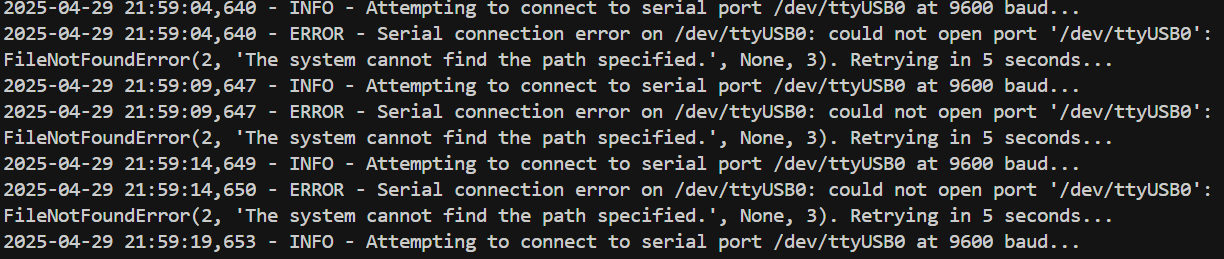 2025-04-29 21:59:04,640 - INFO - Attempting to connect to serial port /dev/ttyUSB0 at 9600 baud...
2025-04-29 21:59:04,640 - ERROR - Serial connection error on /dev/ttyUSB0: could not open port '/dev/ttyUSB0':
FileNotFoundError(2, 'The system cannot find the path specified.', None, 3). Retrying in 5 seconds...
2025-04-29 21:59:09,647 - INFO - Attempting to connect to serial port /dev/ttyUSB0 at 9600 baud...
2025-04-29 21:59:09,647 - ERROR - Serial connection error on /dev/ttyUSB0: could not open port '/dev/ttyUSB0':
FileNotFoundError(2, 'The system cannot find the path specified.', None, 3). Retrying in 5 seconds...
2025-04-29 21:59:14,649 - INFO - Attempting to connect to serial port /dev/ttyUSB0 at 9600 baud...
2025-04-29 21:59:14,650 - ERROR - Serial connection error on /dev/ttyUSB0: could not open port '/dev/ttyUSB0':
FileNotFoundError(2, 'The system cannot find the path specified.', None, 3). Retrying in 5 seconds...
2025-04-29 21:59:19,653 - INFO - Attempting to connect to serial port /dev/ttyUSB0 at 9600 baud...